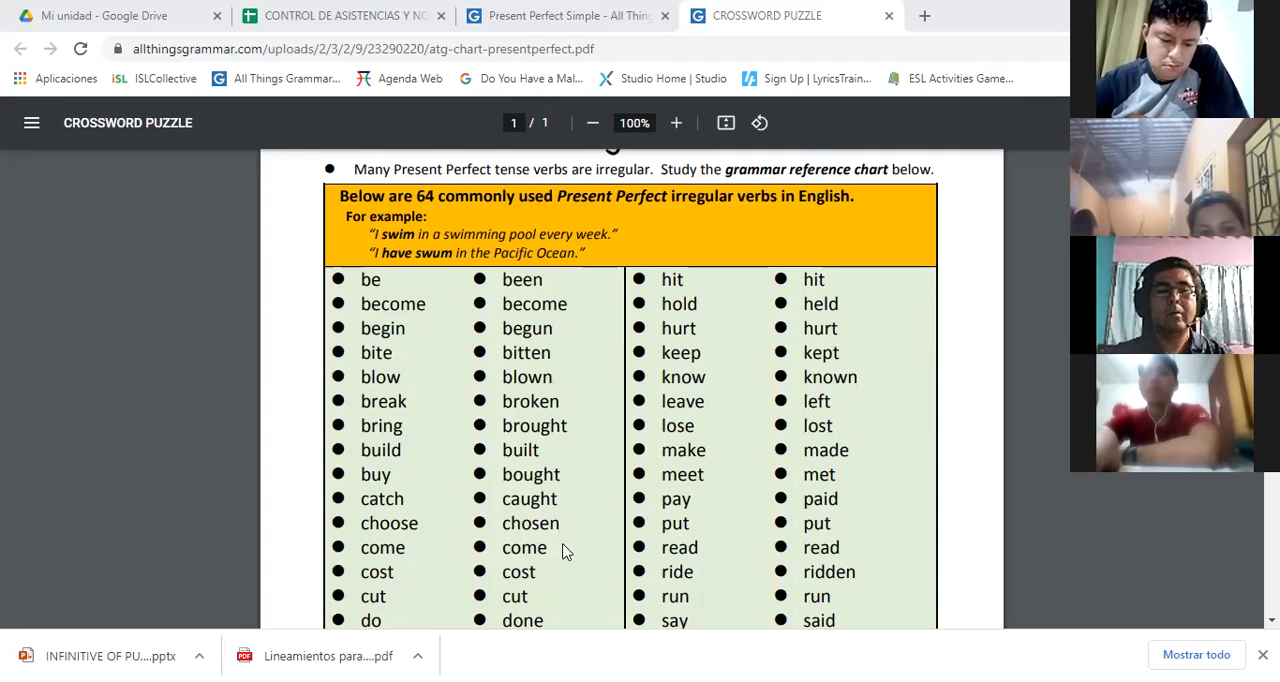 Mi unidad - Google Drive
CONTROL DE ASISTENCIAS Y NO
Present Perfect Simple - All Thing
CROSSWORD PUZZLE
allthingsgrammar.com/uploads/2/3/2/9/23290220/atg-chart-presentperfect.pdf
Aplicaciones
iSLCollective
All Things Grammar...
Agenda Web
Do You Have a Mal...
Studio Home | Studio
Sign Up | LyricsTrain...
ESL Activities Game...
CROSSWORD PUZZLE
1 / 1
100%
Many Present Perfect tense verbs are irregular. Study the grammar reference chart below.
Below are 64 commonly used Present Perfect irregular verbs in English.
For example:
“I swim in a swimming pool every week.”
“I have swum in the Pacific Ocean.”
be been hit hit
become become hold held
begin begun hurt hurt
bite bitten keep kept
blow blown know known
break broken leave left
bring brought lose lost
build built make made
buy bought meet met
catch caught pay paid
choose chosen put put
come come read read
cost cost ride ridden
cut cut run run
do done say said
INFINITIVE OF PU....pptx
Lineamientos para....pdf
Mostrar todo